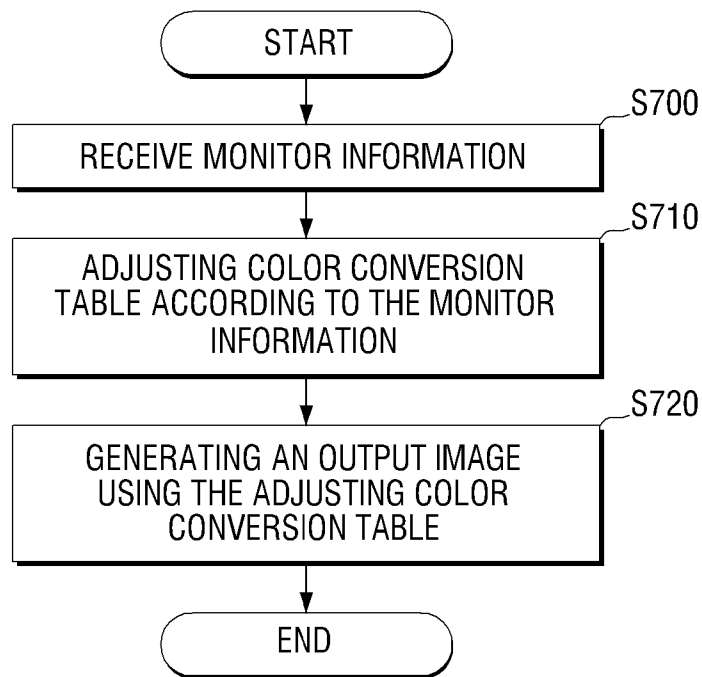 START
S700
RECEIVE MONITOR INFORMATION
S710
ADJUSTING COLOR CONVERSION
TABLE ACCORDING TO THE MONITOR
INFORMATION
S720
GENERATING AN OUTPUT IMAGE
USING THE ADJUSTING COLOR
CONVERSION TABLE
END